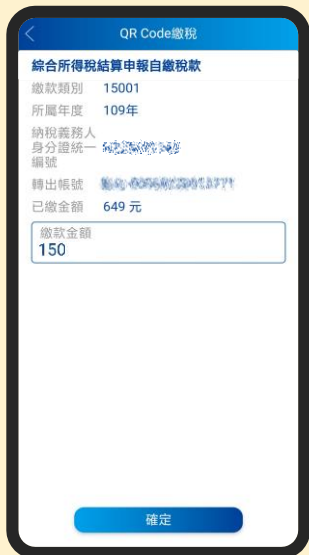 QR Code繳稅
綜合所得稅結算申報自繳稅款
繳款類別 15001
所屬年度 109年
納稅義務人
身分證統一
編號
轉出帳號
已繳金額 649 元
繳款金額
150
確定